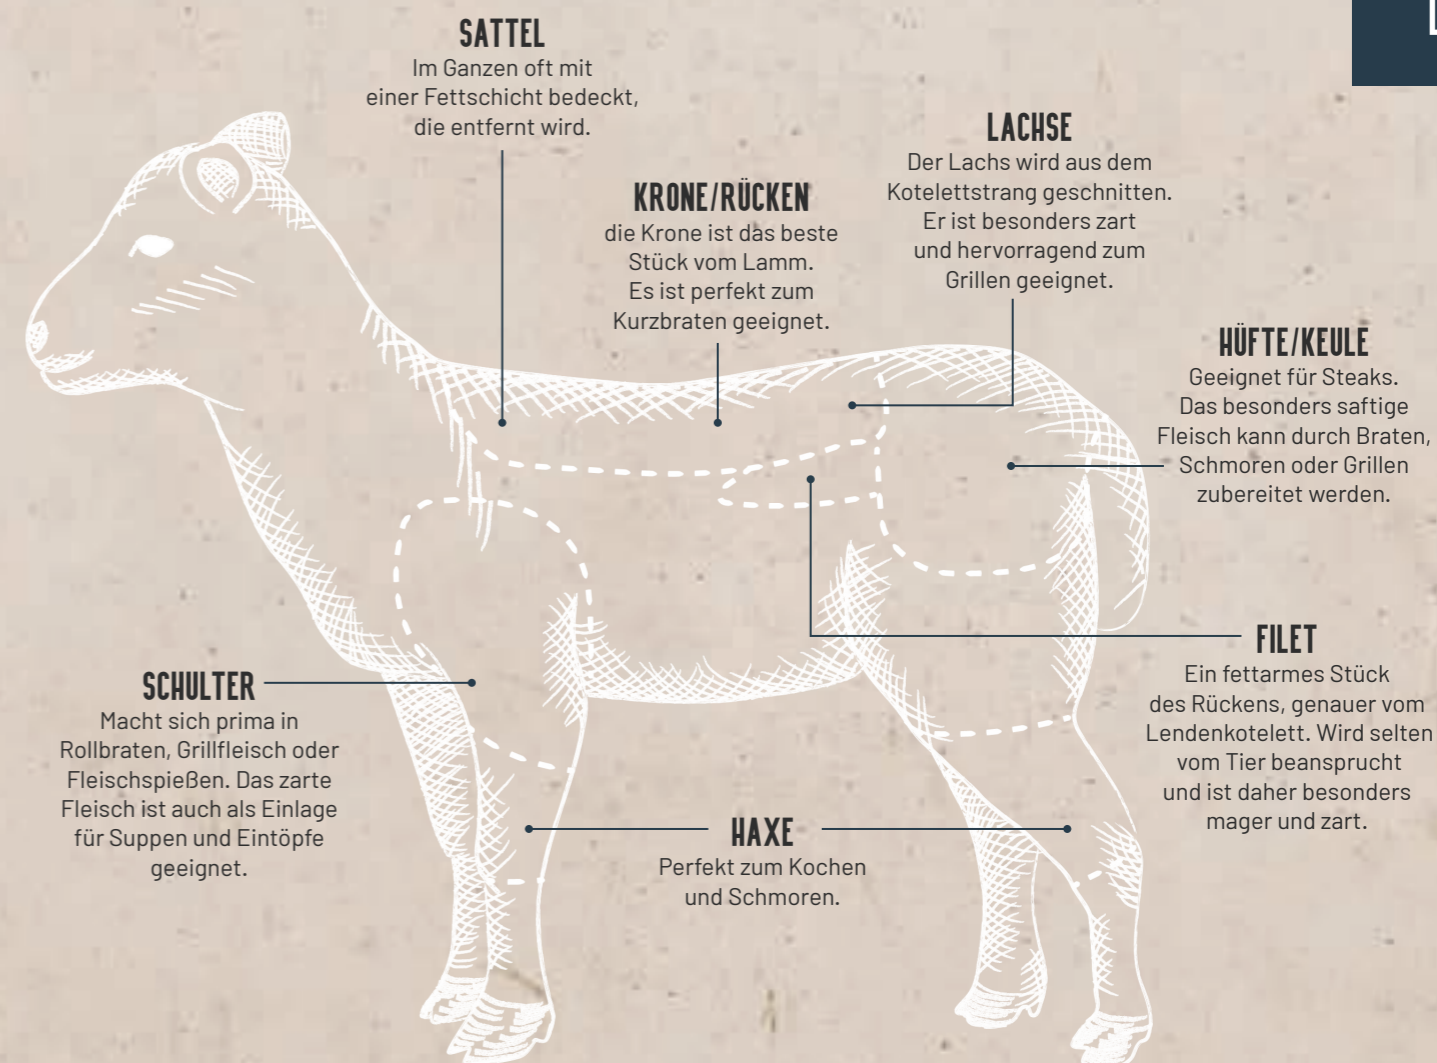 SATTEL
Im Ganzen oft mit
einer Fettschicht bedeckt,
die entfernt wird.
KRONE/RÜCKEN
die Krone ist das beste
Stück vom Lamm.
Es ist perfekt zum
Kurzbraten geeignet.
LACHSE
Der Lachs wird aus dem
Kotelettstrang geschnitten.
Er ist besonders zart
und hervorragend zum
Grillen geeignet.
HÜFTE/KEULE
Geeignet für Steaks.
Das besonders saftige
Fleisch kann durch Braten,
Schmoren oder Grillen
zubereitet werden.
SCHULTER
Macht sich prima in
Rollbraten, Grillfleisch oder
Fleischspießen. Das zarte
Fleisch ist auch als Einlage
für Suppen und Eintöpfe
geeignet.
HAXE
Perfekt zum Kochen
und Schmoren.
FILET
Ein fettarmes Stück
des Rückens, genauer vom
Lendenkotelett. Wird selten
vom Tier beansprucht
und ist daher besonders
mager und zart.